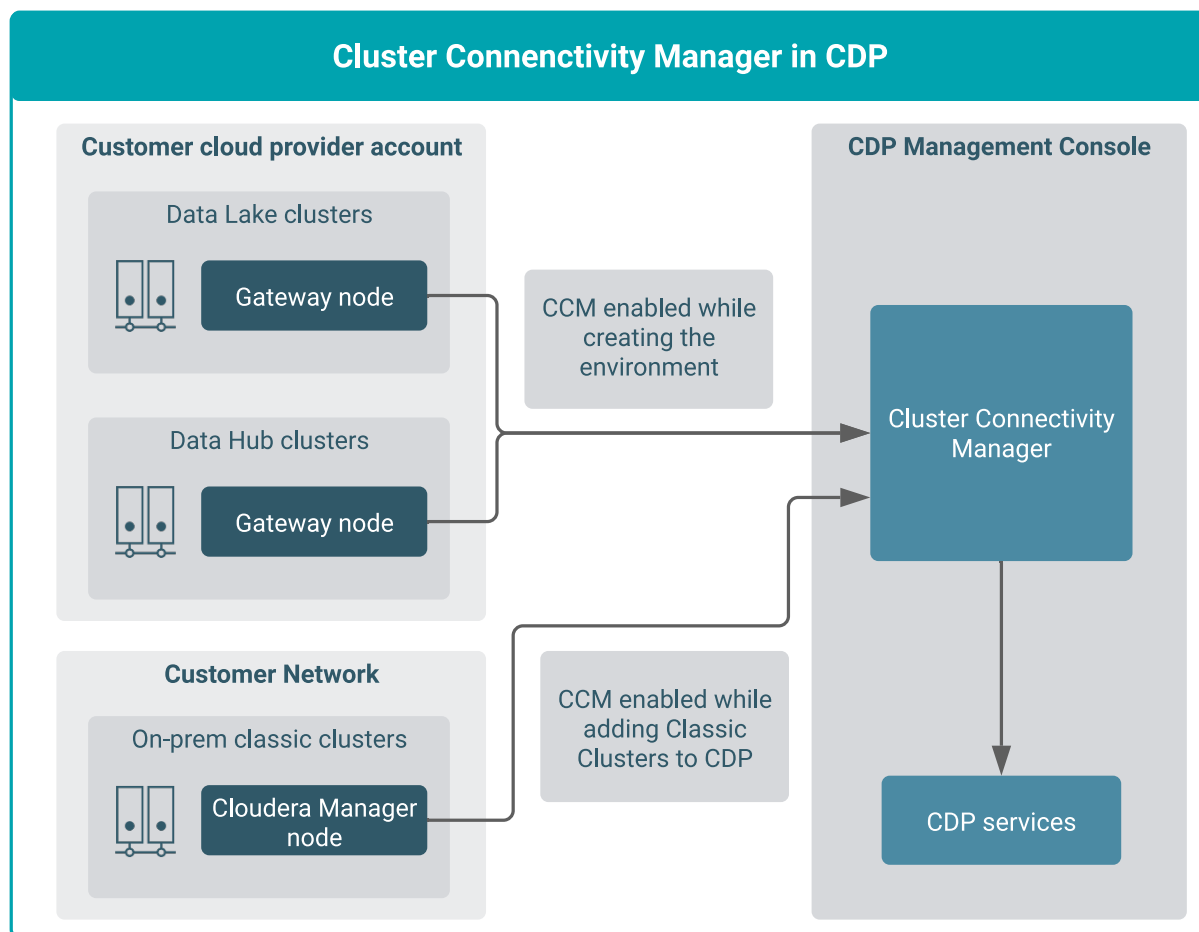 Cluster Connenctivity Manager in CDP
Customer cloud provider account
Data Lake clusters
Gateway node
Data Hub clusters
Gateway node
Customer Network
On-prem classic clusters
Cloudera Manager
node
CCM enabled while
creating the
environment
CCM enabled while
adding Classic
Clusters to CDP
CDP Management Console
Cluster Connectivity
Manager
CDP services